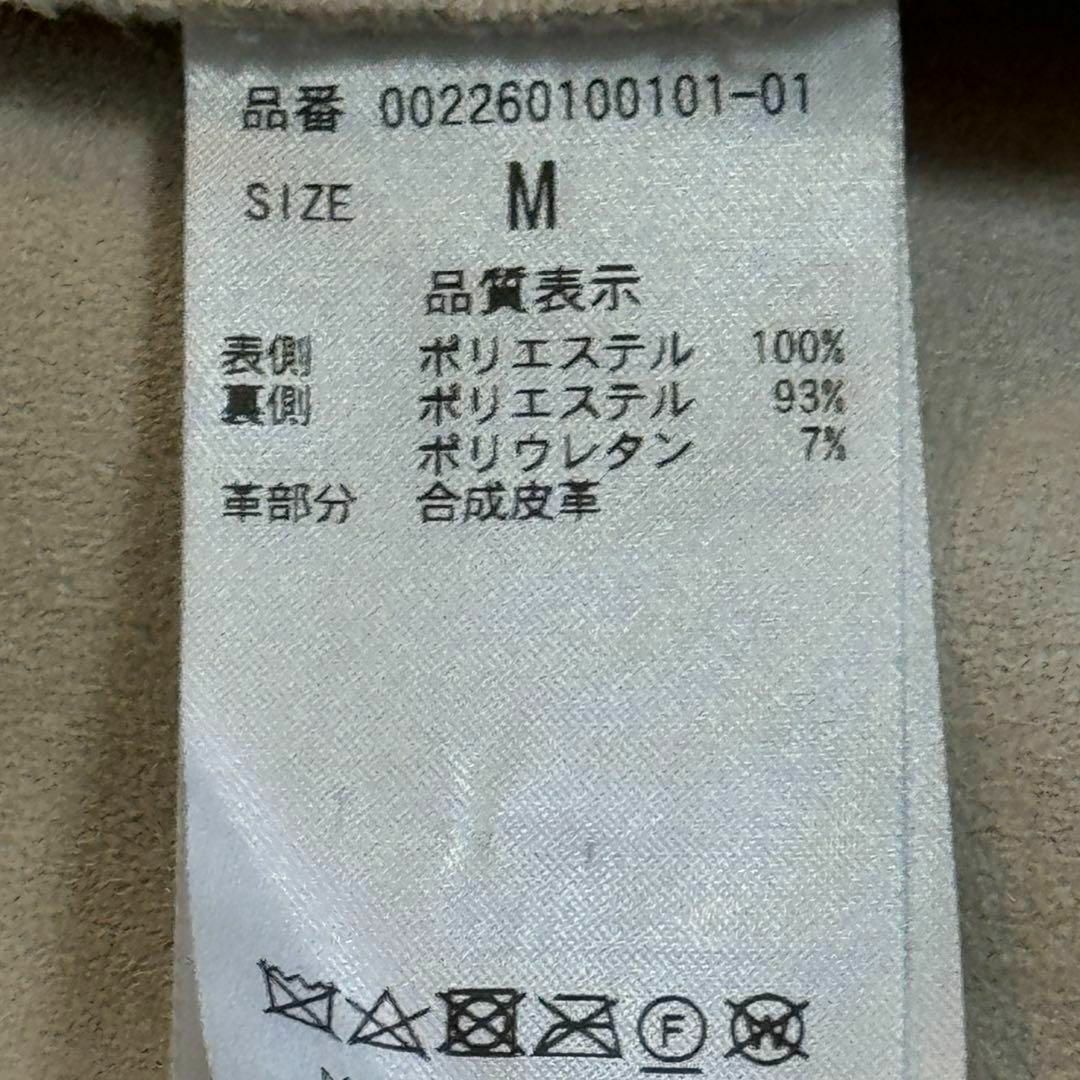 品番 002260100101-01
SIZE M
品質表示
表側 ポリエステル 100%
裏側 ポリエステル 93%
ポリウレタン 7%
革部分 合成皮革
F
W